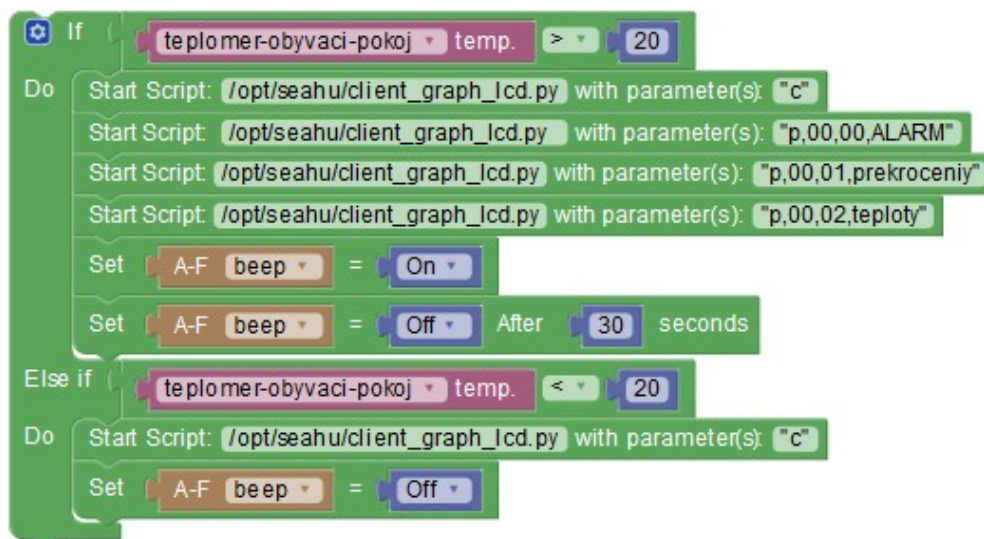 If teplomer-obyvaci-pokoj temp. > 20
Do Start Script: /opt/seahu/client_graph_lcd.py with parameter(s): "c"
Start Script: /opt/seahu/client_graph_lcd.py with parameter(s): "p,00,00,ALARM"
Start Script: /opt/seahu/client_graph_lcd.py with parameter(s): "p,00,01,prekroceniy"
Start Script: /opt/seahu/client_graph_lcd.py with parameter(s): "p,00,02,teploty"
Set A-F beep = On
Set A-F beep = Off After 30 seconds
Else if teplomer-obyvaci-pokoj temp. < 20
Do Start Script: /opt/seahu/client_graph_lcd.py with parameter(s): "c"
Set A-F beep = Off